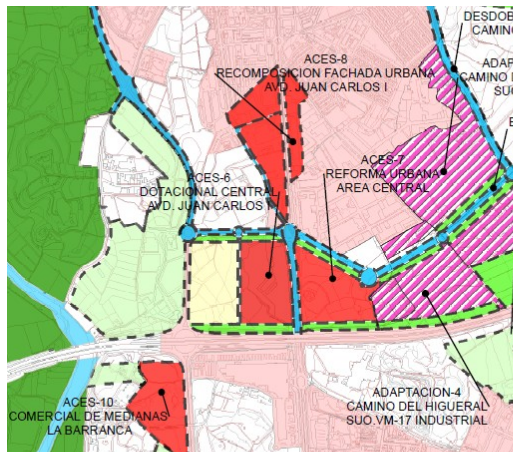 DESDOB
CAMINO
ACES-8
RECOMPOSICION FACHADA URBANA
AVD. JUAN CARLOS I
ADAP
CAMINO D
SUO
E
ACES-6
DOTACIONAL CENTRAL
AVD. JUAN CARLOS I
ACES-7
REFORMA URBANA
AREA CENTRAL
ACES-10
COMERCIAL DE MEDIANAS
LA BARRANCA
ADAPTACION-4
CAMINO DEL HIGUERAL
SUO.VM-17 INDUSTRIAL